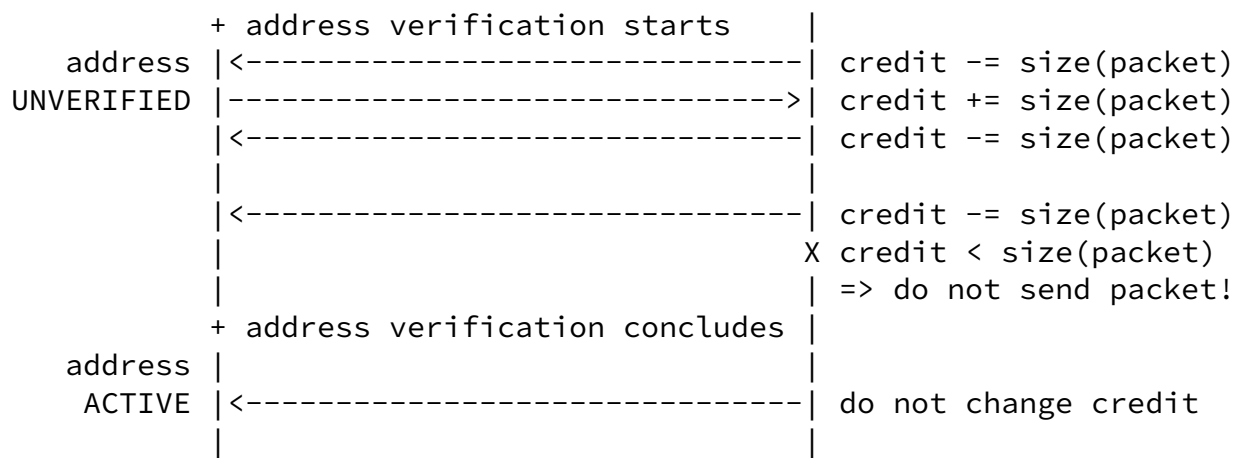 + address verification starts |
address |<-------------------------------| credit -= size(packet)
UNVERIFIED |------------------------------->| credit += size(packet)
|<-------------------------------| credit -= size(packet)
| |
|<-------------------------------| credit -= size(packet)
| X credit < size(packet)
| | => do not send packet!
+ address verification concludes |
address | |
ACTIVE |<-------------------------------| do not change credit
| |